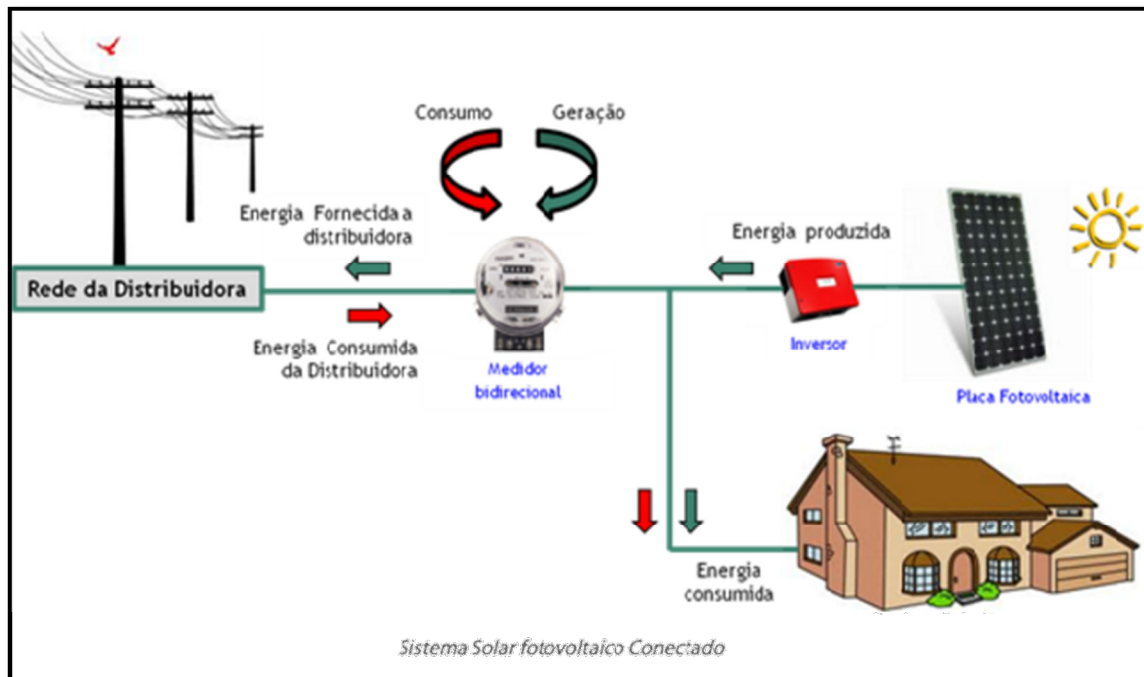 Consumo
Geração
Energia Fornecida a
distribuidora
Energia produzida
Rede da Distribuidora
Energia Consumida
da Distribuidora
Medidor
bidirecional
Inversor
Placa Fotovoltaica
Energia
consumida
Sistema Solar fotovoltaico Conectado